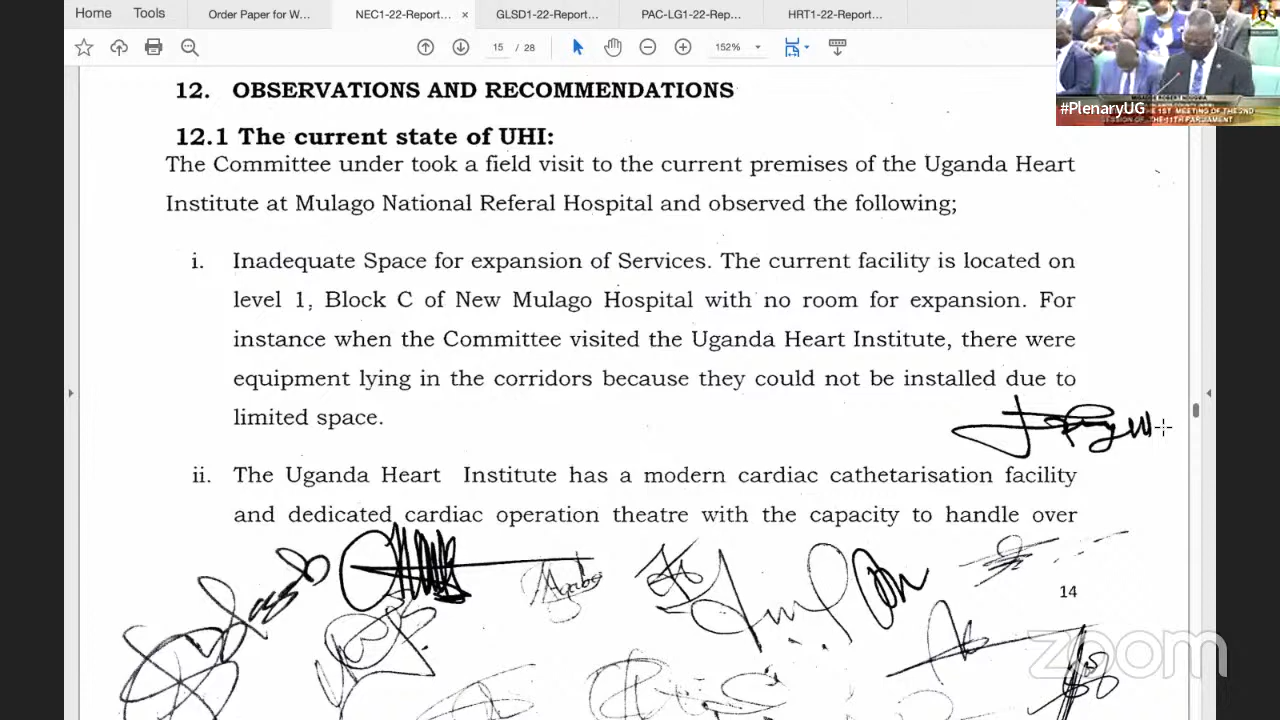 Home Tools Order Paper for W... NEC1-22-Report... × GLSD1-22-Report... PAC-LG1-22-Rep... HRT1-22-Report...
15 / 28 152%
#PlenaryUG
12. OBSERVATIONS AND RECOMMENDATIONS
12.1 The current state of UHI:
The Committee under took a field visit to the current premises of the Uganda Heart
Institute at Mulago National Referal Hospital and observed the following;
i. Inadequate Space for expansion of Services. The current facility is located on
level 1, Block C of New Mulago Hospital with no room for expansion. For
instance when the Committee visited the Uganda Heart Institute, there were
equipment lying in the corridors because they could not be installed due to
limited space.
ii. The Uganda Heart Institute has a modern cardiac cathetarisation facility
and dedicated cardiac operation theatre with the capacity to handle over
14
zoom